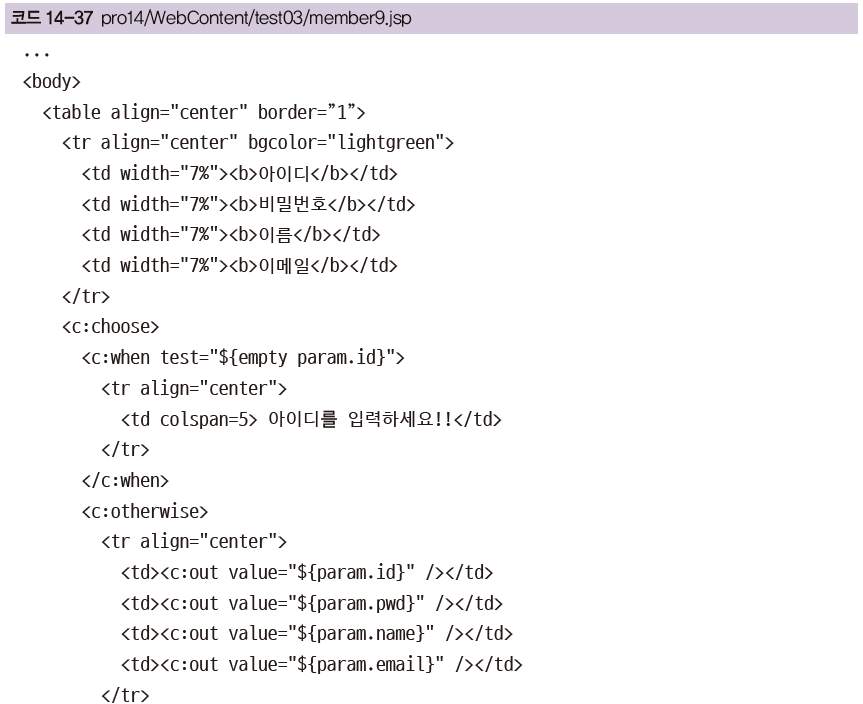 코드 14-37 pro14/WebContent/test03/member9.jsp
...
<body>
<table align="center" border=”1”>
<tr align="center" bgcolor="lightgreen">
<td width="7%"><b>아이디</b></td>
<td width="7%"><b>비밀번호</b></td>
<td width="7%"><b>이름</b></td>
<td width="7%"><b>이메일</b></td>
</tr>
<c:choose>
<c:when test="${empty param.id}">
<tr align="center">
<td colspan=5> 아이디를 입력하세요!!</td>
</tr>
</c:when>
<c:otherwise>
<tr align="center">
<td><c:out value="${param.id}" /></td>
<td><c:out value="${param.pwd}" /></td>
<td><c:out value="${param.name}" /></td>
<td><c:out value="${param.email}" /></td>
</tr>